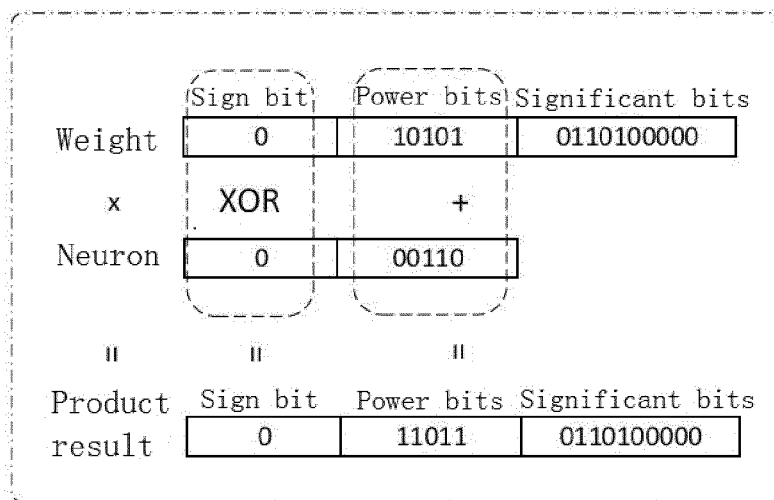 Sign bit Power bits Significant bits
Weight 0 10101 0110100000
x XOR +
Neuron 0 00110
= = =
Product Sign bit Power bits Significant bits
result 0 11011 0110100000